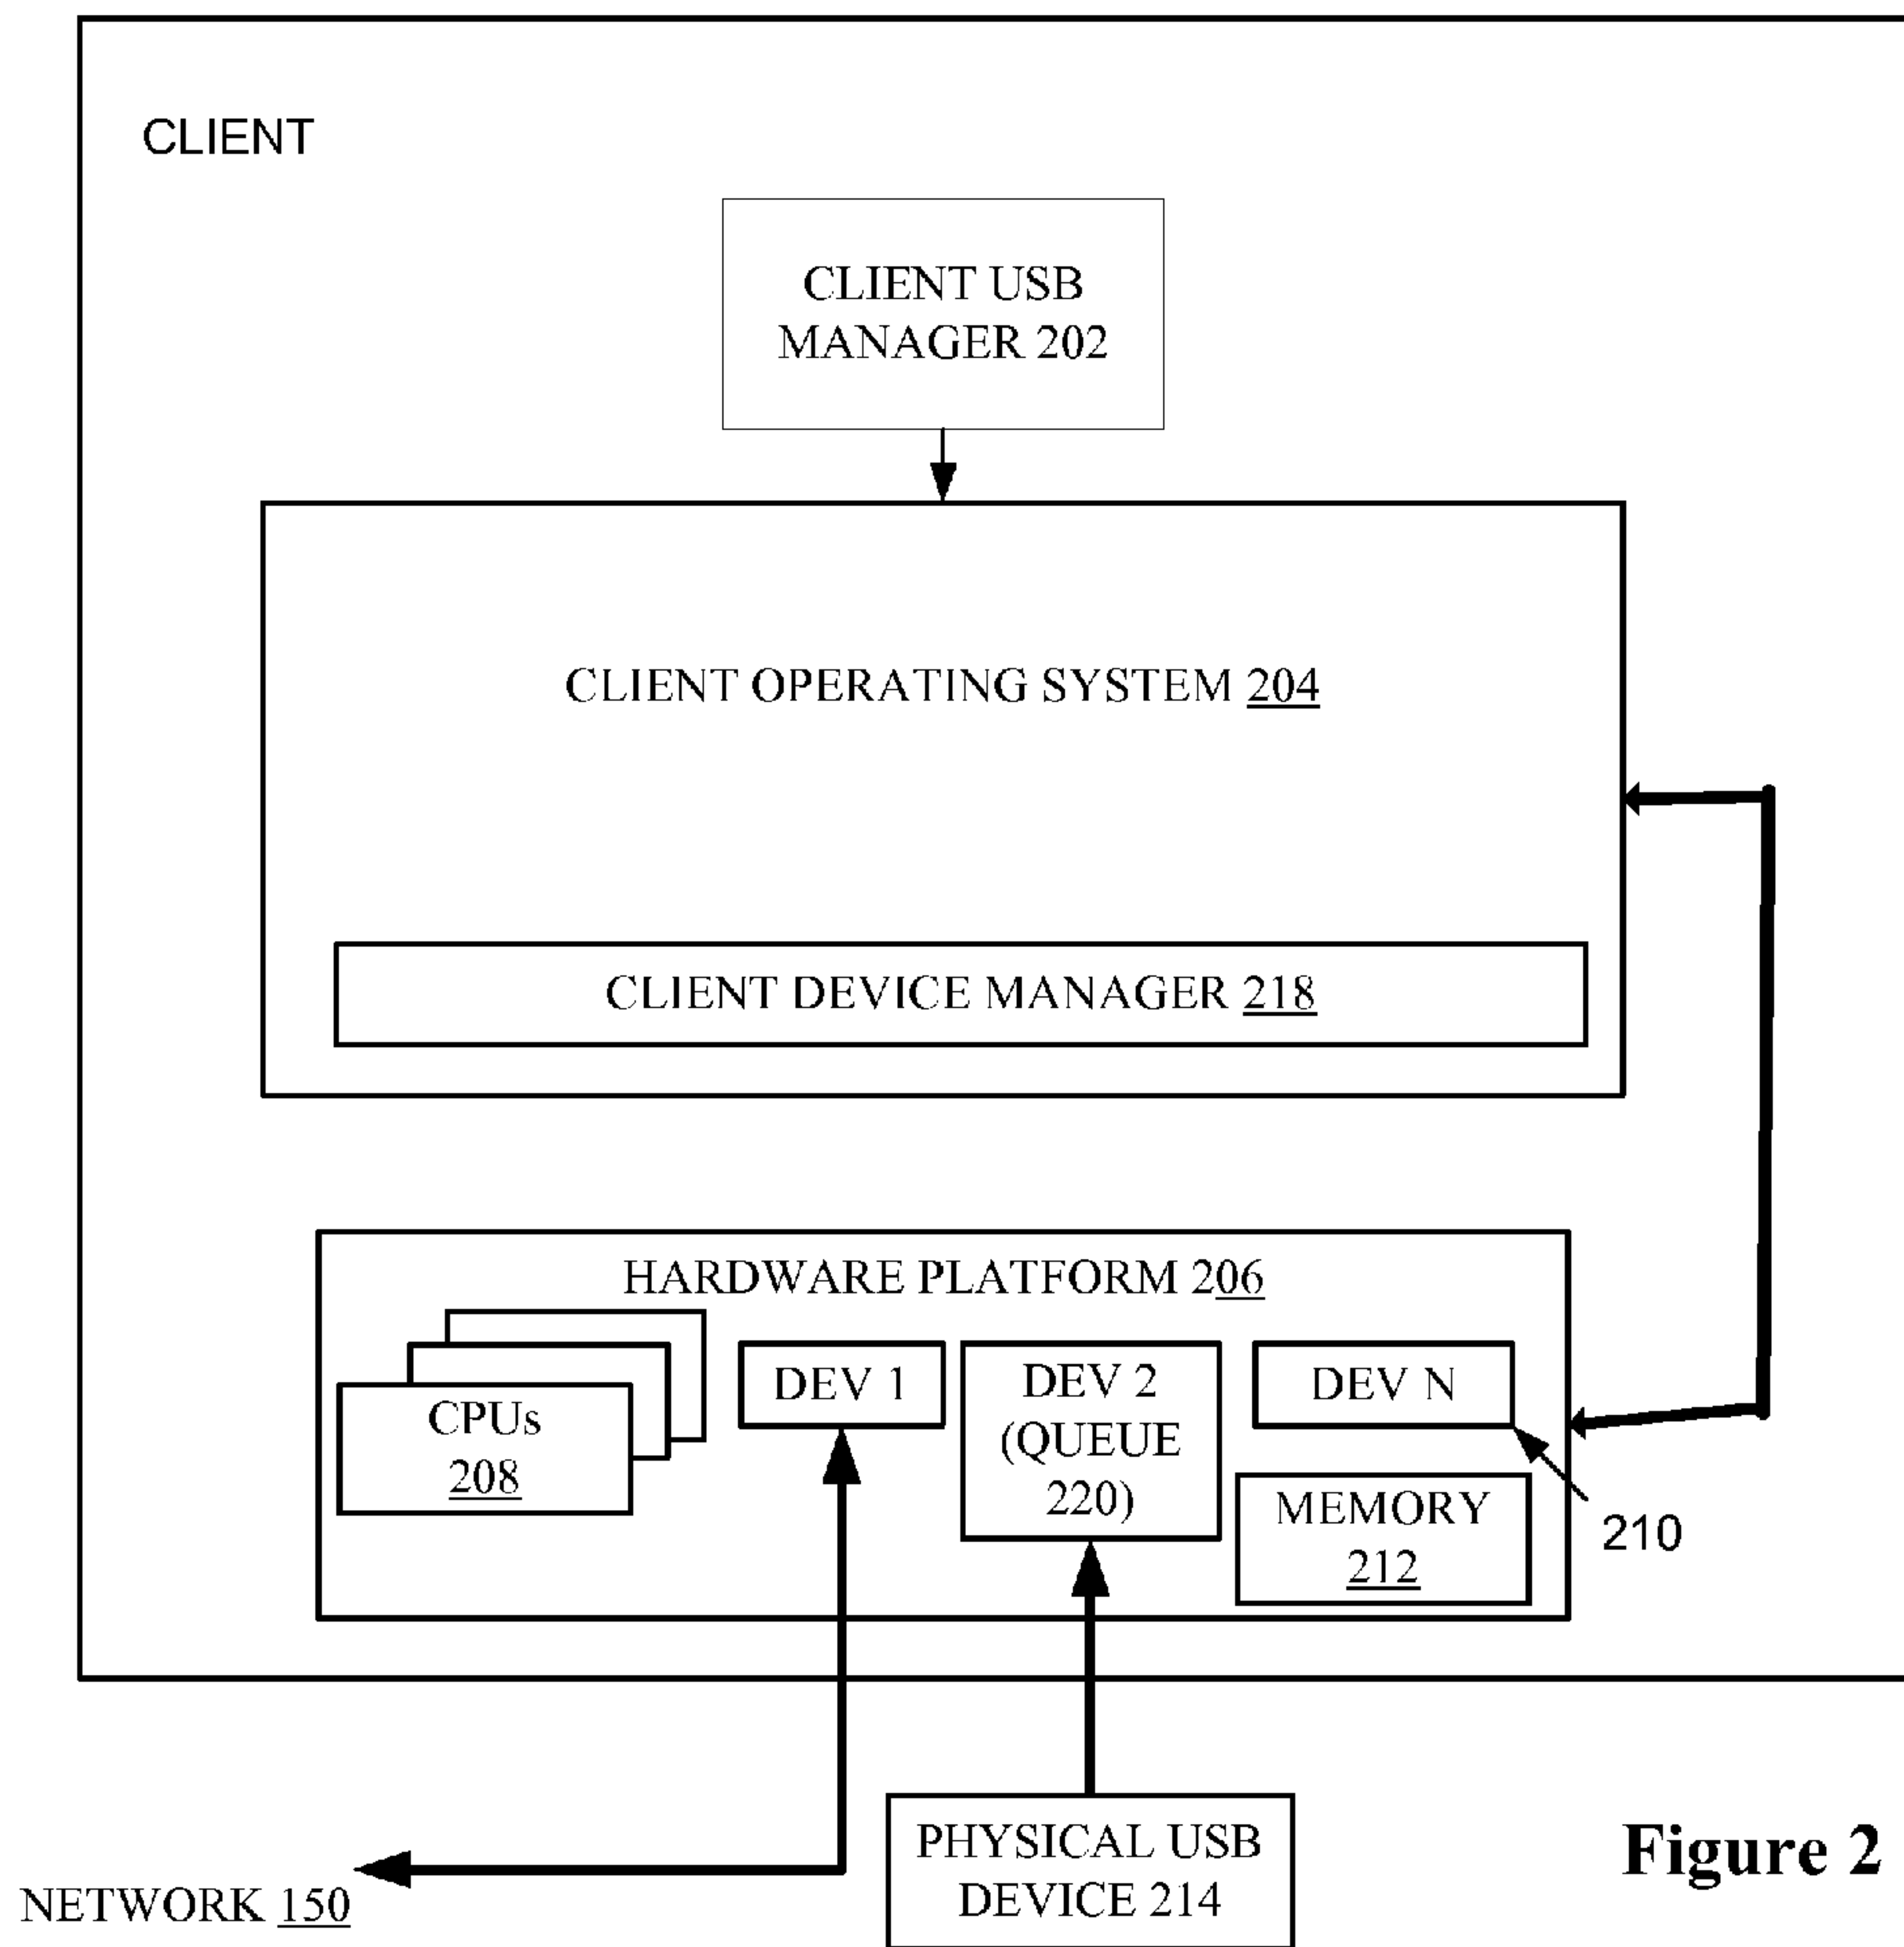 CLIENT
CLIENT USB
MANAGER 202
CLIENT OPERATING SYSTEM 204
CLIENT DEVICE MANAGER 218
HARDWARE PLATFORM 206
CPUs
208
DEV 1
DEV 2
(QUEUE
220)
DEV N
MEMORY
212
210
PHYSICAL USB
DEVICE 214
NETWORK 150
Figure 2